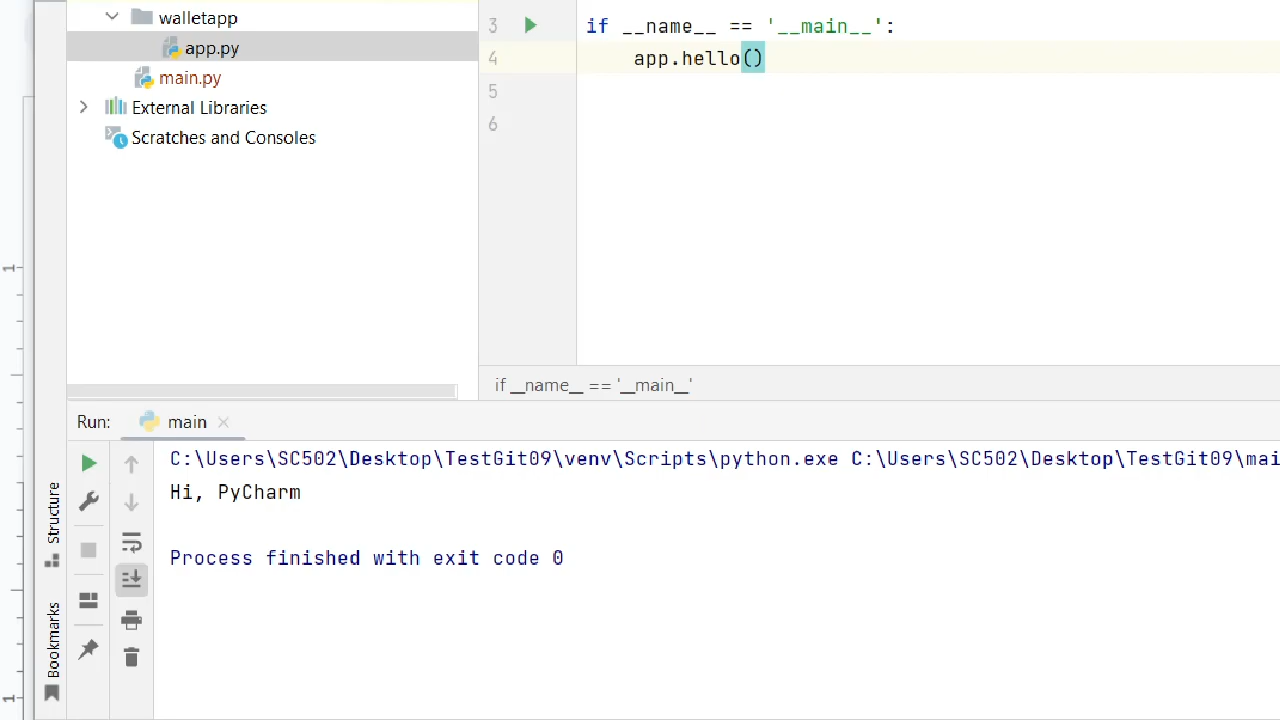 walletapp
app.py
main.py
External Libraries
Scratches and Consoles
3 if __name__ == '__main__':
4 app.hello()
5
6
if __name__ == '__main__'
Run: main
C:\Users\SC502\Desktop\TestGit09\venv\Scripts\python.exe C:\Users\SC502\Desktop\TestGit09\mai
Hi, PyCharm
Process finished with exit code 0
Structure
Bookmarks
1
1